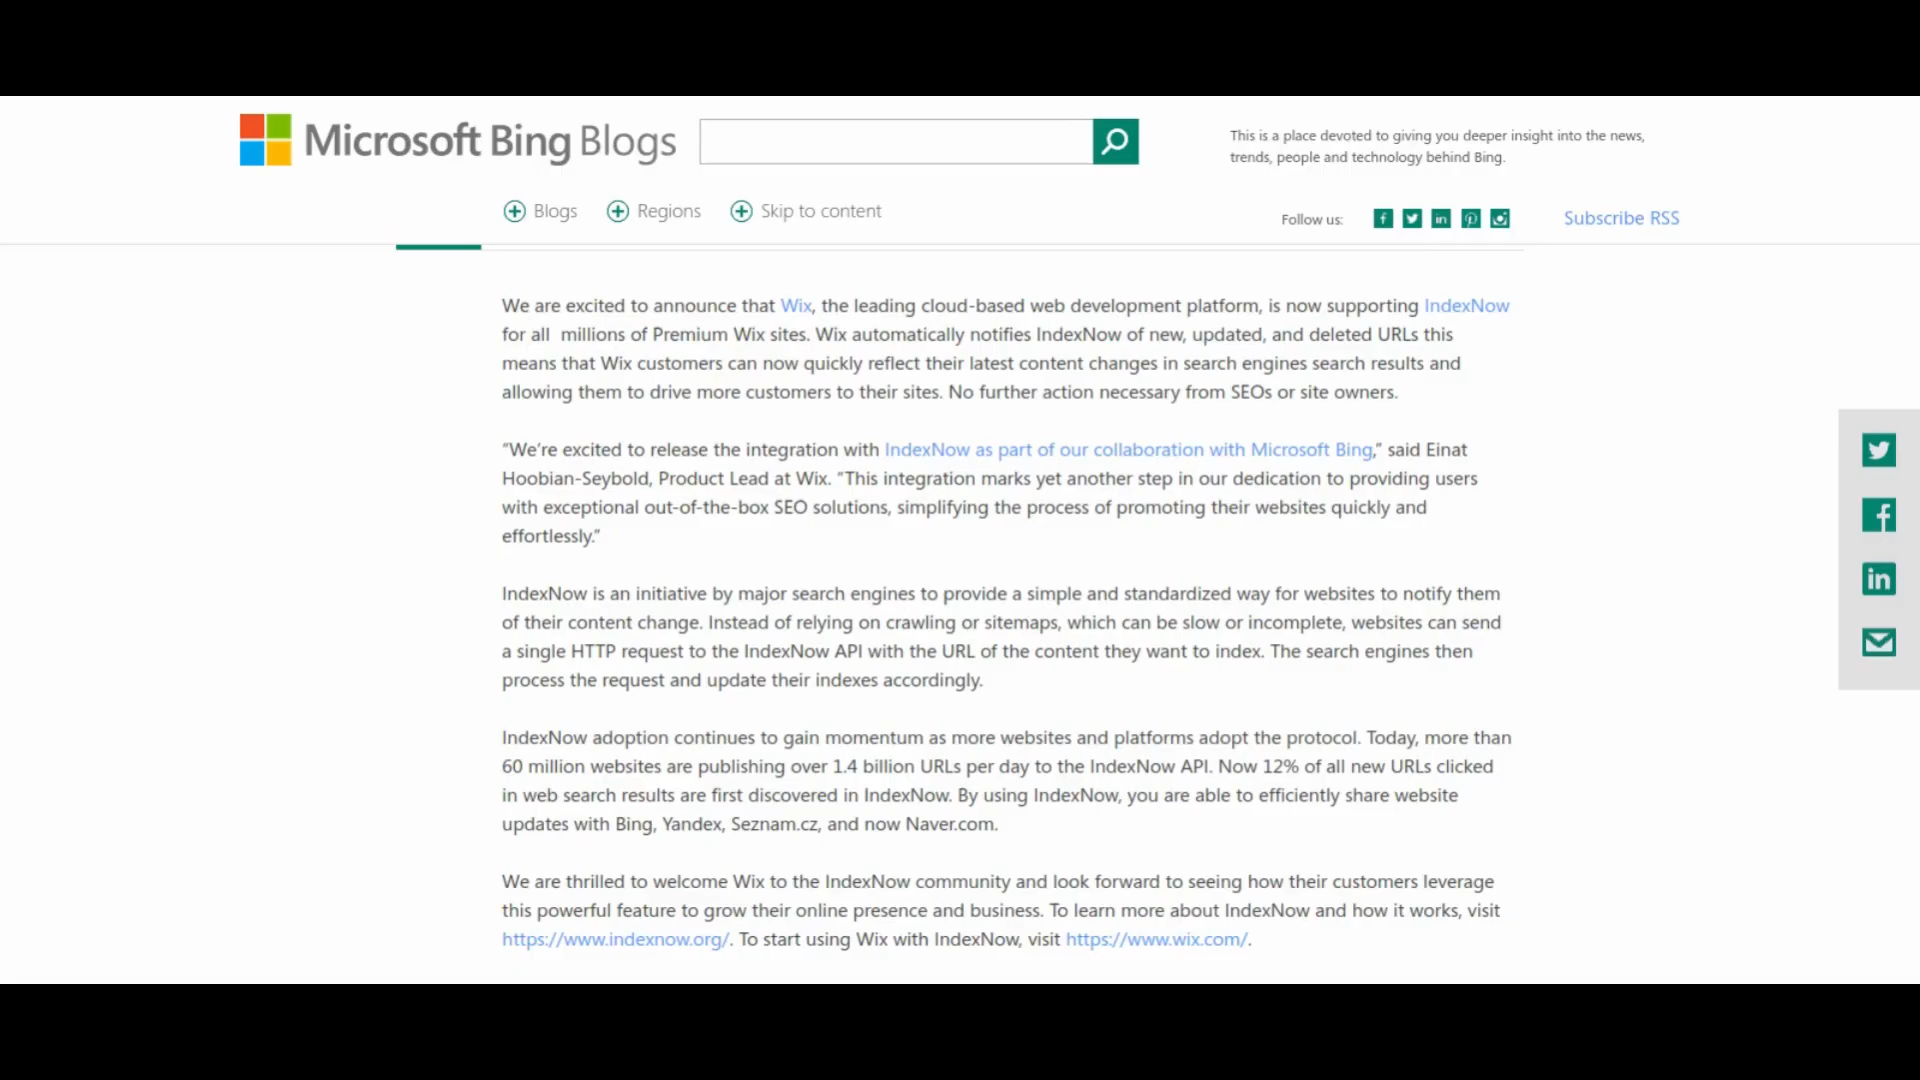 Microsoft Bing Blogs
This is a place devoted to giving you deeper insight into the news,
trends, people and technology behind Bing.
Blogs
Regions
Skip to content
Follow us:
Subscribe RSS
We are excited to announce that Wix, the leading cloud-based web development platform, is now supporting IndexNow
for all  millions of Premium Wix sites. Wix automatically notifies IndexNow of new, updated, and deleted URLs this
means that Wix customers can now quickly reflect their latest content changes in search engines search results and
allowing them to drive more customers to their sites. No further action necessary from SEOs or site owners.
“We’re excited to release the integration with IndexNow as part of our collaboration with Microsoft Bing,” said Einat
Hoobian-Seybold, Product Lead at Wix. “This integration marks yet another step in our dedication to providing users
with exceptional out-of-the-box SEO solutions, simplifying the process of promoting their websites quickly and
effortlessly.”
IndexNow is an initiative by major search engines to provide a simple and standardized way for websites to notify them
of their content change. Instead of relying on crawling or sitemaps, which can be slow or incomplete, websites can send
a single HTTP request to the IndexNow API with the URL of the content they want to index. The search engines then
process the request and update their indexes accordingly.
IndexNow adoption continues to gain momentum as more websites and platforms adopt the protocol. Today, more than
60 million websites are publishing over 1.4 billion URLs per day to the IndexNow API. Now 12% of all new URLs clicked
in web search results are first discovered in IndexNow. By using IndexNow, you are able to efficiently share website
updates with Bing, Yandex, Seznam.cz, and now Naver.com.
We are thrilled to welcome Wix to the IndexNow community and look forward to seeing how their customers leverage
this powerful feature to grow their online presence and business. To learn more about IndexNow and how it works, visit
https://www.indexnow.org/. To start using Wix with IndexNow, visit https://www.wix.com/.